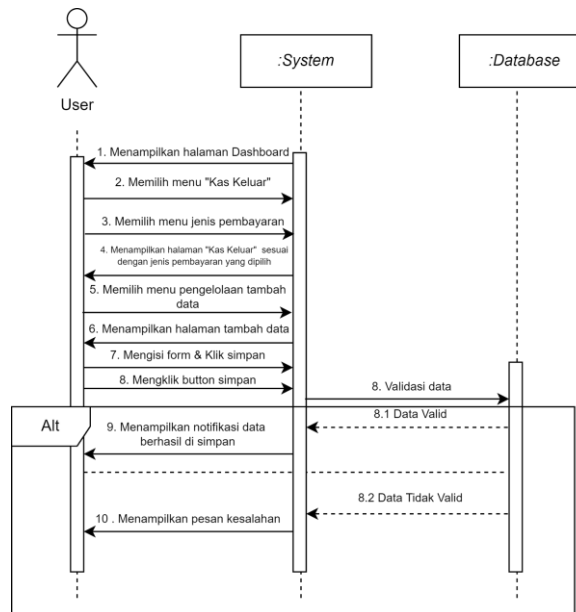 User
:System
:Database
1. Menampilkan halaman Dashboard
2. Memilih menu "Kas Keluar"
3. Memilih menu jenis pembayaran
4. Menampilkan halaman "Kas Keluar" sesuai
dengan jenis pembayaran yang dipilih
5. Memilih menu pengelolaan tambah
data
6. Menampilkan halaman tambah data
7. Mengisi form & Klik simpan
8. Mengklik button simpan
8. Validasi data
Alt
8.1 Data Valid
9. Menampilkan notifikasi data
berhasil di simpan
8.2 Data Tidak Valid
10 . Menampilkan pesan kesalahan